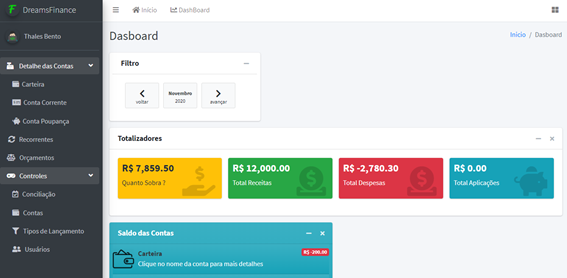 DreamsFinance
Início
DashBoard
Thales Bento
Detalhe das Contas
Carteira
Conta Corrente
Conta Poupança
Recorrentes
Orçamentos
Controles
Conciliação
Contas
Tipos de Lançamento
Usuários
Dasboard
Início / Dasboard
Filtro
voltar
Novembro
2020
avançar
Totalizadores
R$ 7,859.50
Quanto Sobra ?
R$ 12,000.00
Total Receitas
R$ -2,780.30
Total Despesas
R$ 0.00
Total Aplicações
Saldo das Contas
Carteira
R$ -300.00
Clique no nome da conta para mais detalhes